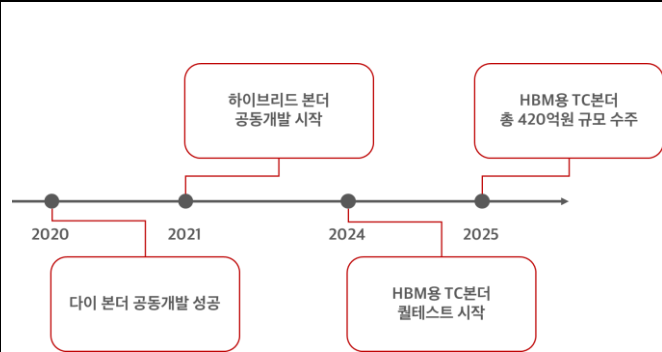 하이브리드 본더
공동개발 시작
HBM용 TC본더
총 420억원 규모 수주
2020
2021
2024
2025
다이 본더 공동개발 성공
HBM용 TC본더
퀄테스트 시작